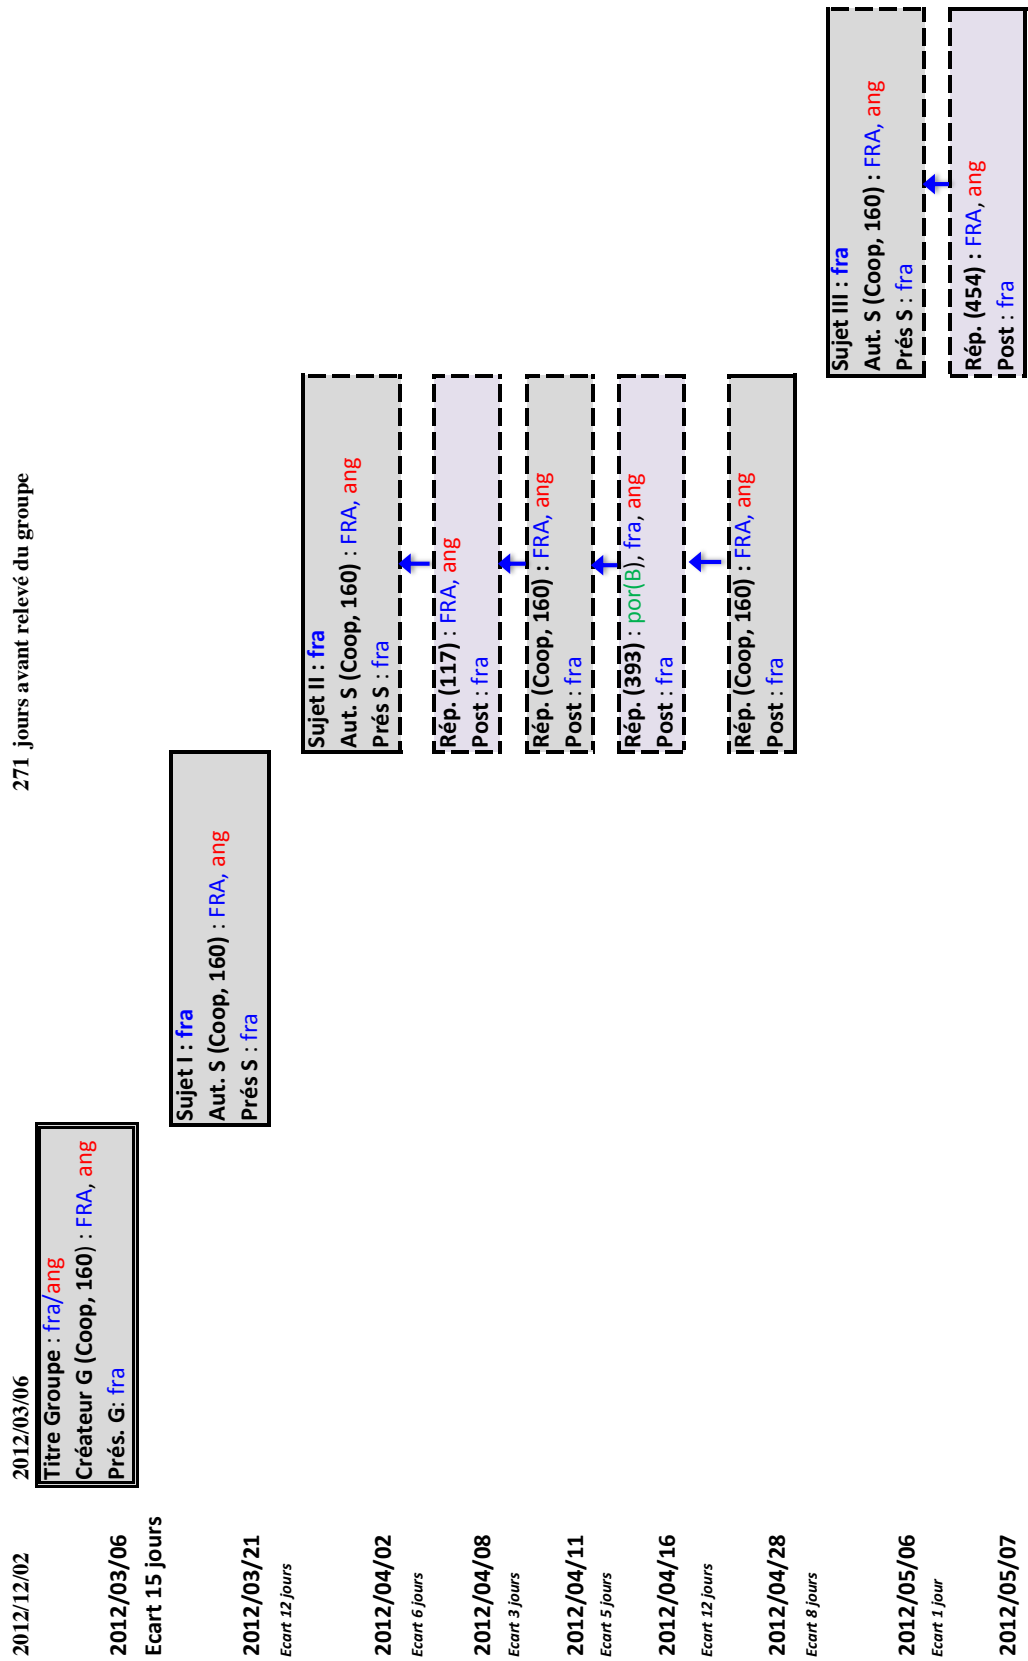 2012/12/02 2012/03/06 271 jours avant relevé du groupe
2012/03/06
Titre Groupe : fra/ang
Créateur G (Coop, 160) : FRA, ang
Prés. G: fra
Ecart 15 jours
2012/03/21
Sujet I : fra
Aut. S (Coop, 160) : FRA, ang
Prés S : fra
Ecart 12 jours
2012/04/02
Sujet II : fra
Aut. S (Coop, 160) : FRA, ang
Prés S : fra
Ecart 6 jours
2012/04/08
Rép. (117) : FRA, ang
Post : fra
Ecart 3 jours
2012/04/11
Rép. (Coop, 160) : FRA, ang
Post : fra
Ecart 5 jours
2012/04/16
Rép. (393) : por(B), fra, ang
Post : fra
Ecart 12 jours
2012/04/28
Rép. (Coop, 160) : FRA, ang
Post : fra
Ecart 8 jours
2012/05/06
Sujet III : fra
Aut. S (Coop, 160) : FRA, ang
Prés S : fra
Ecart 1 jour
2012/05/07
Rép. (454) : FRA, ang
Post : fra